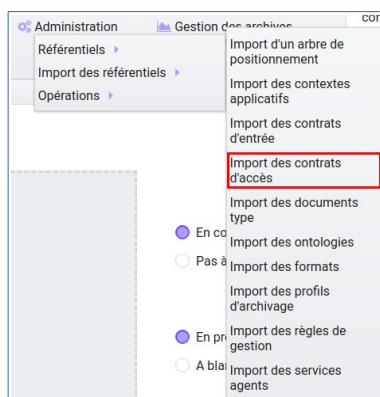 Administration
Gestion des archives
con
Référentiels
Import des référentiels
Opérations
Import d'un arbre de
positionnement
Import des contextes
applicatifs
Import des contrats
d'entrée
Import des contrats
d'accès
Import des documents
type
Import des ontologies
Import des formats
Import des profils
d'archivage
Import des règles de
gestion
Import des services
agents
En co
Pas à
En pr
A bla